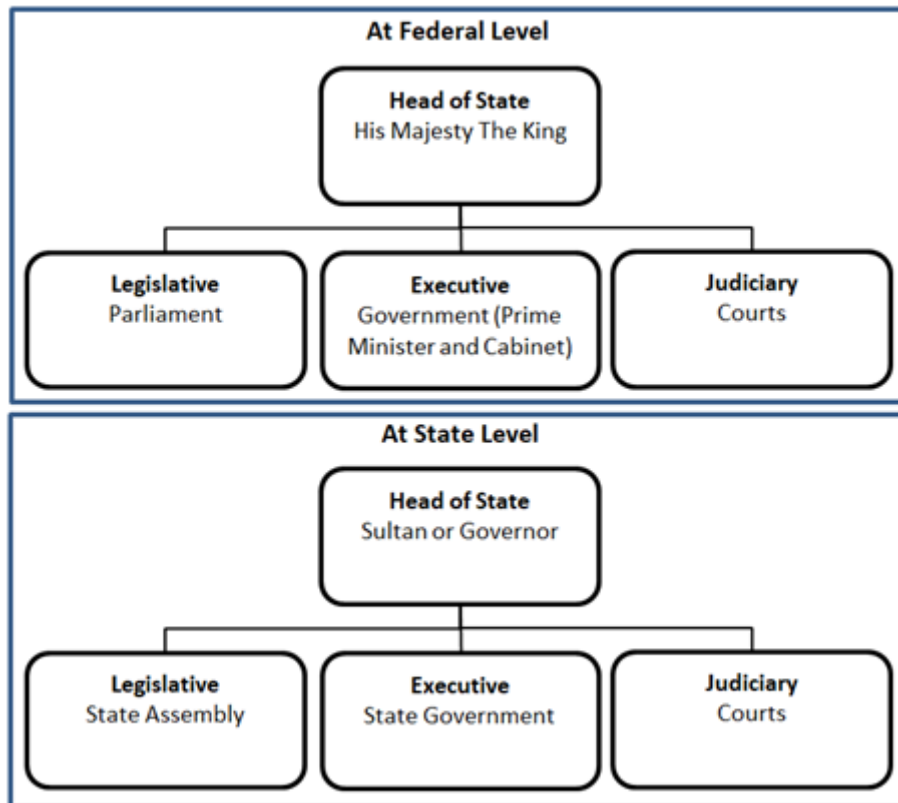 At Federal Level
Head of State
His Majesty The King
Legislative
Parliament
Executive
Government (Prime
Minister and Cabinet)
Judiciary
Courts
At State Level
Head of State
Sultan or Governor
Legislative
State Assembly
Executive
State Government
Judiciary
Courts